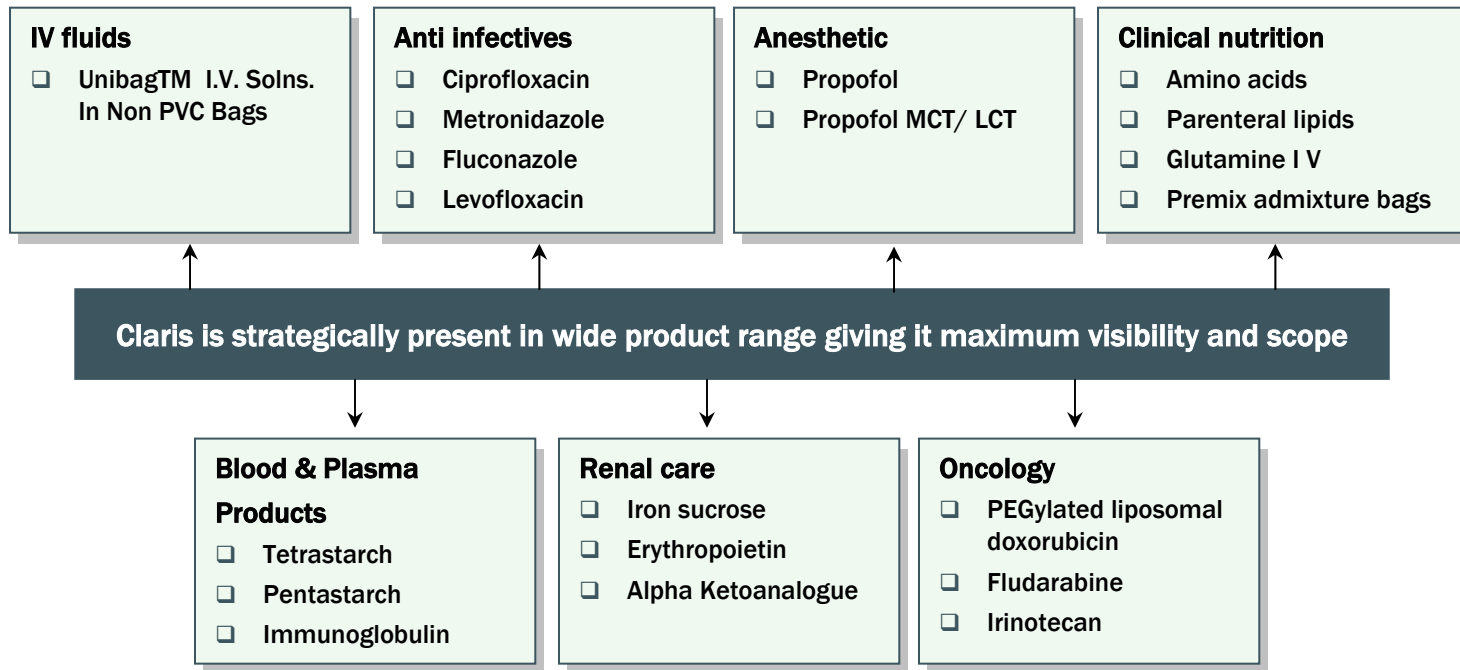 IV fluids
❑ UnibagTM I.V. Solns.
In Non PVC Bags
Anti infectives
❑ Ciprofloxacin
❑ Metronidazole
❑ Fluconazole
❑ Levofloxacin
Anesthetic
❑ Propofol
❑ Propofol MCT/ LCT
Clinical nutrition
❑ Amino acids
❑ Parenteral lipids
❑ Glutamine I V
❑ Premix admixture bags
Claris is strategically present in wide product range giving it maximum visibility and scope
Blood & Plasma
Products
❑ Tetrastarch
❑ Pentastarch
❑ Immunoglobulin
Renal care
❑ Iron sucrose
❑ Erythropoietin
❑ Alpha Ketoanalogue
Oncology
❑ PEGylated liposomal
doxorubicin
❑ Fludarabine
❑ Irinotecan